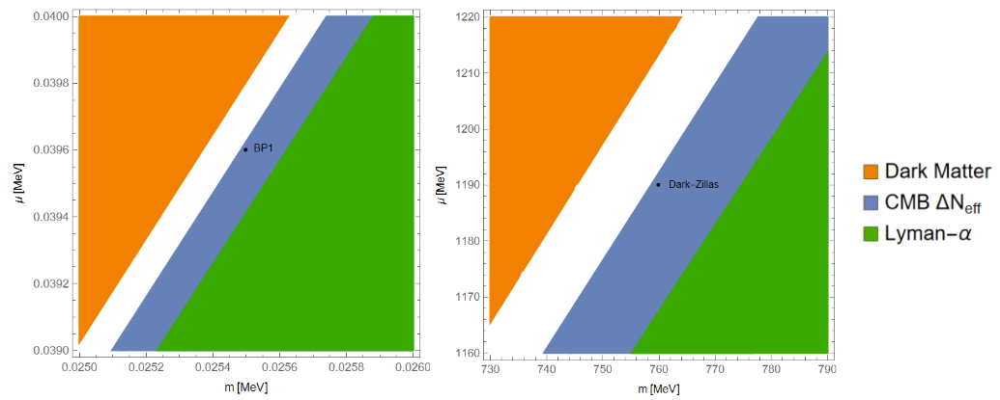 0.0400
0.0398
0.0396
0.0394
0.0392
0.0390
μ [MeV]
BP1
0.0250
0.0252
0.0254
0.0256
0.0258
0.0260
m [MeV]
1220
1210
1200
1190
1180
1170
1160
μ [MeV]
Dark-Zillas
730
740
750
760
770
780
790
m [MeV]
Dark Matter
CMB ΔNeff
Lyman-α